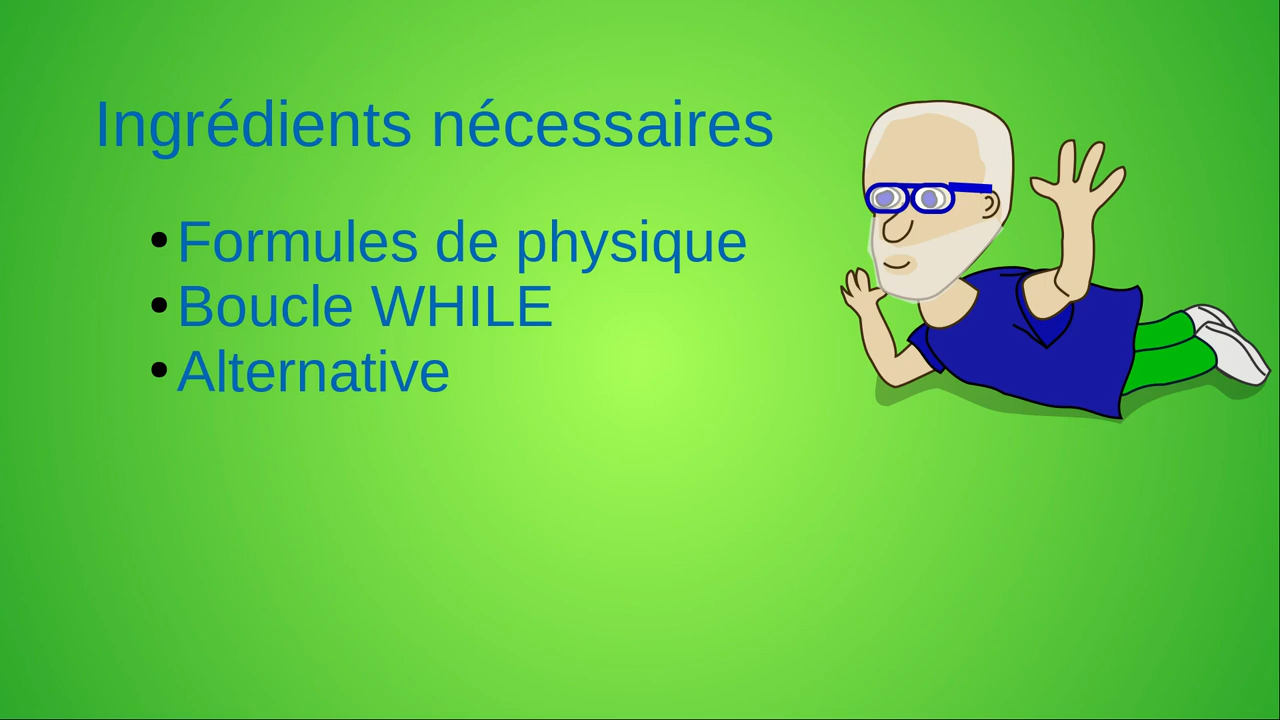 Ingrédients nécessaires
• Formules de physique
• Boucle WHILE
• Alternative